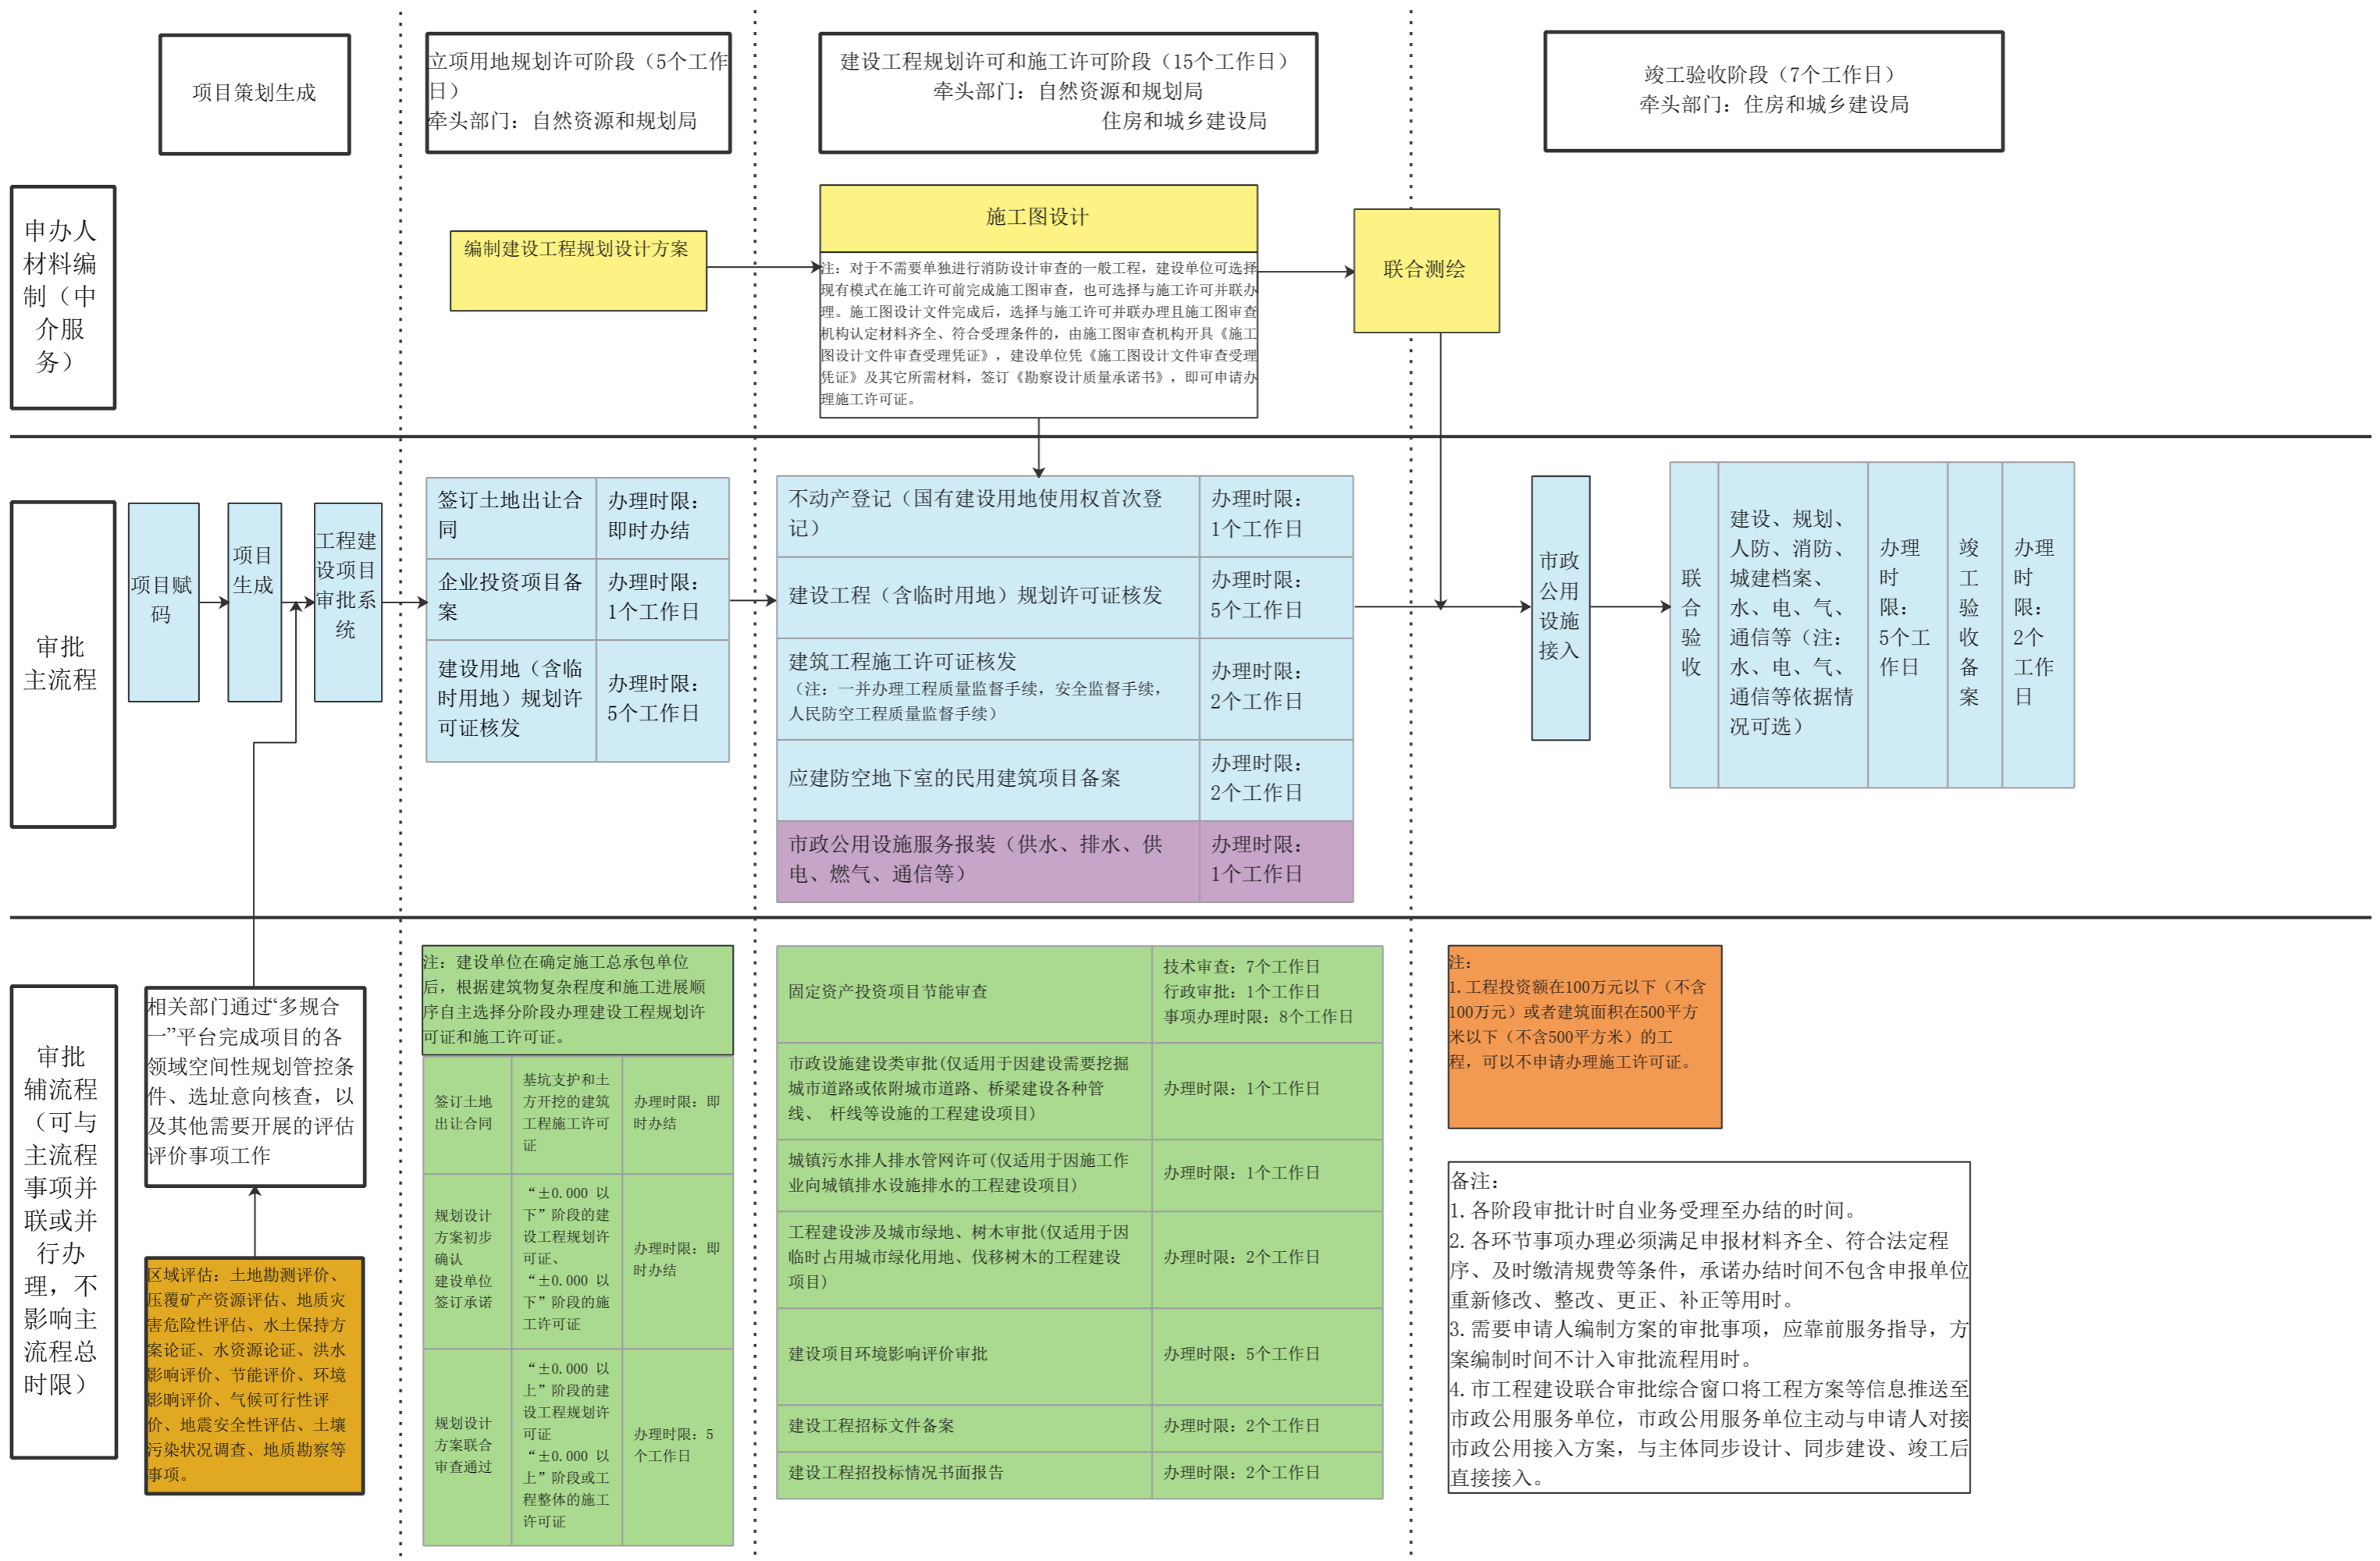 项目策划生成
立项用地规划许可阶段（5个工作
日）
牵头部门：自然资源和规划局
建设工程规划许可和施工许可阶段（15个工作日）
牵头部门：自然资源和规划局
住房和城乡建设局
竣工验收阶段（7个工作日）
牵头部门：住房和城乡建设局
申办人
材料编
制（中
介服
务）
编制建设工程规划设计方案
施工图设计
注：对于不需要单独进行消防设计审查的一般工程，建设单位可选择
现有模式在施工许可前完成施工图审查，也可选择与施工许可并联办
理。施工图设计文件完成后，选择与施工许可并联办理且施工图审查
机构认定材料齐全、符合受理条件的，由施工图审查机构开具《施工
图设计文件审查受理凭证》，建设单位凭《施工图设计文件审查受理
凭证》及其它所需材料，签订《勘察设计质量承诺书》，即可申请办
理施工许可证。
联合测绘
审批
主流程
项目赋
码
项目
生成
工程建
设项目
审批系
统
签订土地出让合
同
办理时限：
即时办结
企业投资项目备
案
办理时限：
1个工作日
建设用地（含临
时用地）规划许
可证核发
办理时限：
5个工作日
不动产登记（国有建设用地使用权首次登
记）
办理时限：
1个工作日
建设工程（含临时用地）规划许可证核发
办理时限：
5个工作日
建筑工程施工许可证核发
（注：一并办理工程质量监督手续，安全监督手续，
人民防空工程质量监督手续）
办理时限：
2个工作日
应建防空地下室的民用建筑项目备案
办理时限：
2个工作日
市政公用设施服务报装（供水、排水、供
电、燃气、通信等）
办理时限：
1个工作日
市政
公用
设施
接入
联
合
验
收
建设、规划、
人防、消防、
城建档案、
水、电、气、
通信等（注：
水、电、气、
通信等依据情
况可选）
办理
时
限：
5个工
作日
竣
工
验
收
备
案
办理
时
限：
2个
工作
日
审批
辅流程
（可与
主流程
事项并
联或并
行办
理，不
影响主
流程总
时限）
相关部门通过“多规合
一”平台完成项目的各
领域空间性规划管控条
件、选址意向核查，以
及其他需要开展的评估
评价事项工作
区域评估：土地勘测评价、
压覆矿产资源评估、地质灾
害危险性评估、水土保持方
案论证、水资源论证、洪水
影响评价、节能评价、环境
影响评价、气候可行性评
价、地震安全性评估、土壤
污染状况调查、地质勘察等
事项。
注：建设单位在确定施工总承包单位
后，根据建筑物复杂程度和施工进展顺
序自主选择分阶段办理建设工程规划许
可证和施工许可证。
签订土地
出让合同
基坑支护和土
方开挖的建筑
工程施工许可
证
办理时限：即
时办结
规划设计
方案初步
确认
建设单位
签订承诺
“±0.000 以
下”阶段的建
设工程规划许
可证、
“±0.000 以
下”阶段的施
工许可证
办理时限：即
时办结
规划设计
方案联合
审查通过
“±0.000 以
上”阶段的建
设工程规划许
可证
“±0.000 以
上”阶段或工
程整体的施工
许可证
办理时限：5
个工作日
固定资产投资项目节能审查
技术审查：7个工作日
行政审批：1个工作日
事项办理时限：8个工作日
市政设施建设类审批(仅适用于因建设需要挖掘
城市道路或依附城市道路、桥梁建设各种管
线、 杆线等设施的工程建设项目)
办理时限：1个工作日
城镇污水排人排水管网许可(仅适用于因施工作
业向城镇排水设施排水的工程建设项目)
办理时限：1个工作日
工程建设涉及城市绿地、树木审批(仅适用于因
临时占用城市绿化用地、伐移树木的工程建设
项目)
办理时限：2个工作日
建设项目环境影响评价审批
办理时限：5个工作日
建设工程招标文件备案
办理时限：2个工作日
建设工程招投标情况书面报告
办理时限：2个工作日
注：
1.工程投资额在100万元以下（不含
100万元）或者建筑面积在500平方
米以下（不含500平方米）的工
程，可以不申请办理施工许可证。
备注：
1.各阶段审批计时自业务受理至办结的时间。
2.各环节事项办理必须满足申报材料齐全、符合法定程
序、及时缴清规费等条件，承诺办结时间不包含申报单位
重新修改、整改、更正、补正等用时。
3.需要申请人编制方案的审批事项，应靠前服务指导，方
案编制时间不计入审批流程用时。
4.市工程建设联合审批综合窗口将工程方案等信息推送至
市政公用服务单位，市政公用服务单位主动与申请人对接
市政公用接入方案，与主体同步设计、同步建设、竣工后
直接接入。